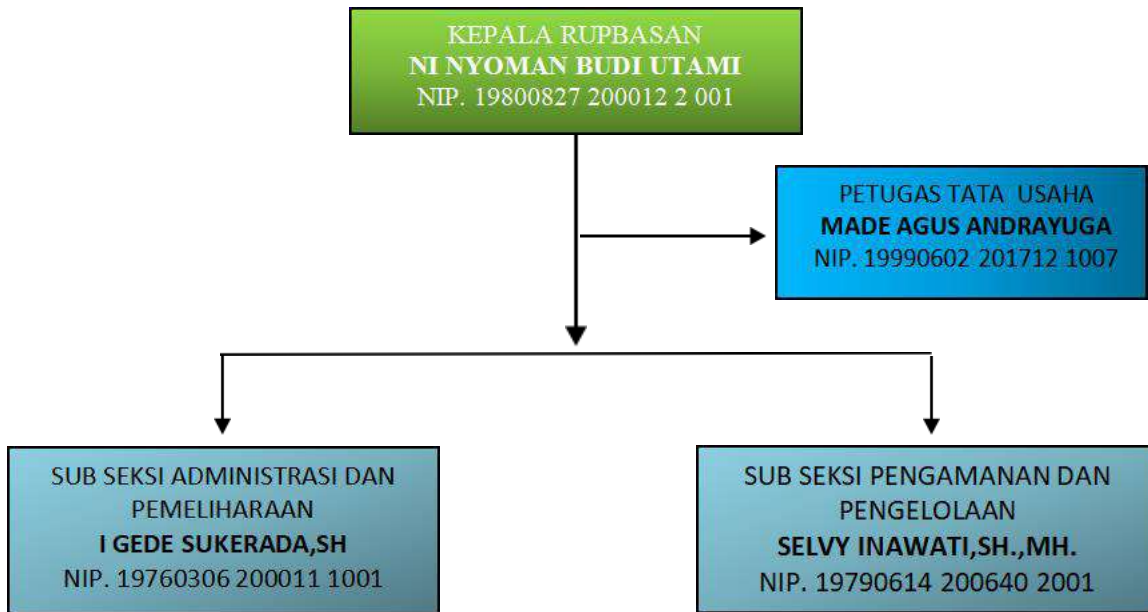 KEPALA RUPBASAN
NI NYOMAN BUDI UTAMI
NIP. 19800827 200012 2 001
PETUGAS TATA USAHA
MADE AGUS ANDRAYUGA
NIP. 19990602 201712 1007
SUB SEKSI ADMINISTRASI DAN
PEMELIHARAAN
I GEDE SUKERADA,SH
NIP. 19760306 200011 1001
SUB SEKSI PENGAMANAN DAN
PENGELOLAAN
SELVY INAWATI,SH.,MH.
NIP. 19790614 200640 2001